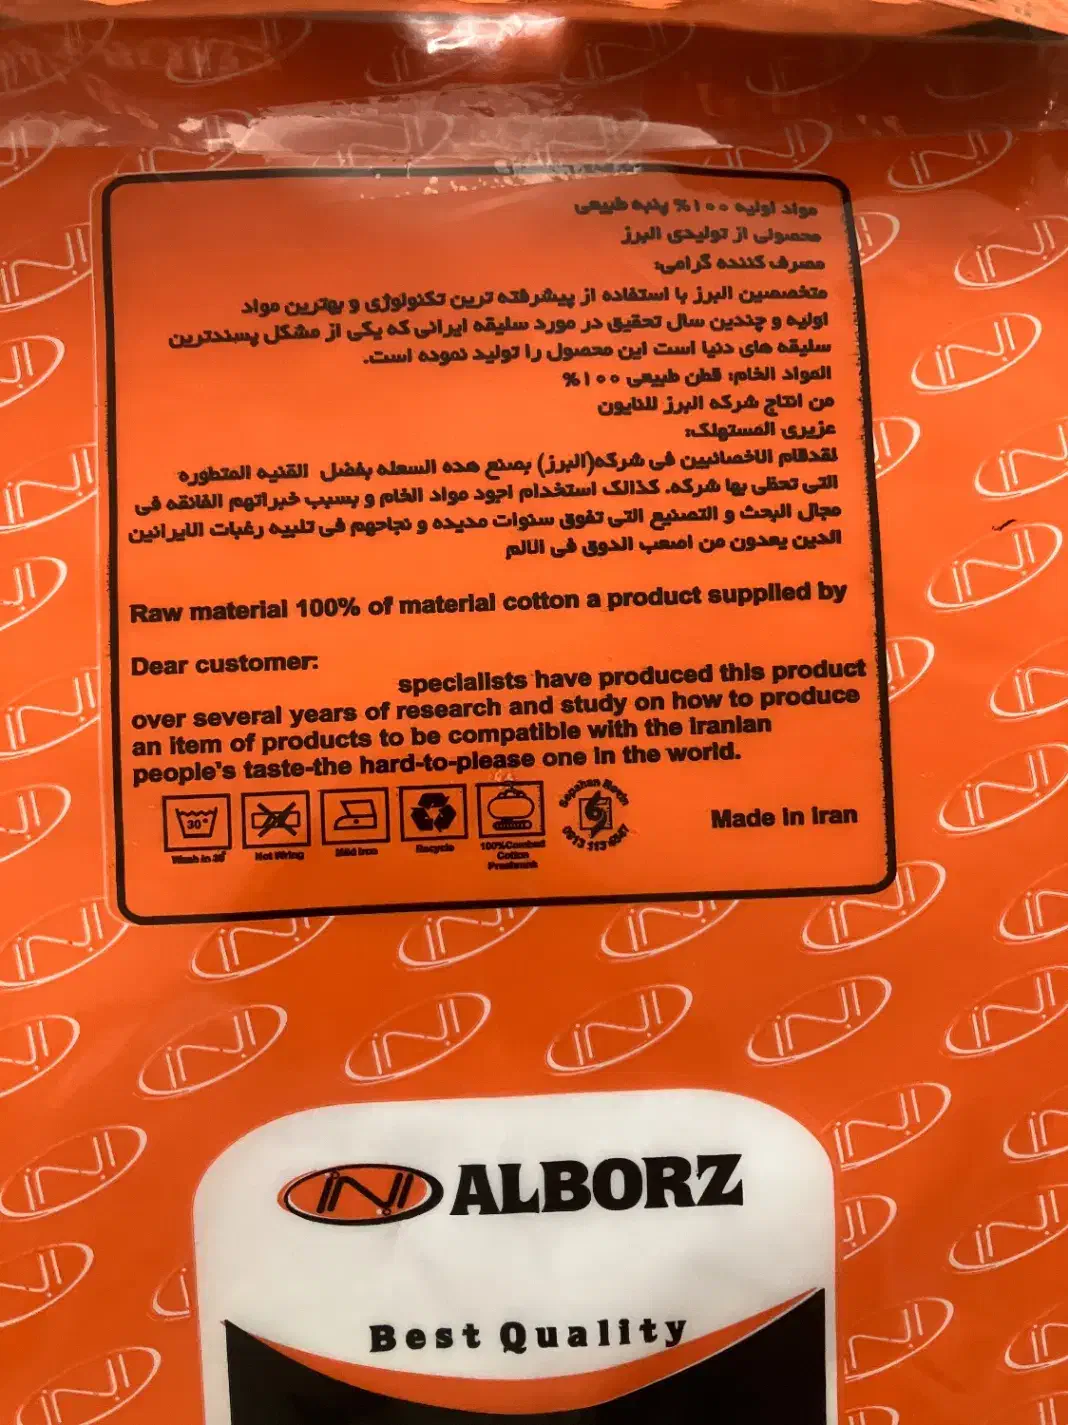 مواد اولیه ۱۰۰% پنبه طبیعی
محصولی از تولیدی البرز
مصرف کننده گرامی:
متخصصین البرز با استفاده از پیشرفته ترین تکنولوژی و بهترین مواد
اولیه و چندین سال تحقیق در مورد سلیقه ایرانی که یکی از مشکل پسندترین
سلیقه های دنیا است این محصول را تولید نموده است.
المواد الخام: قطن طبیعی ۱۰۰%
من انتاج شرکه البرز للنایون
عزیزی المستهلک:
لقدقام الاخصائیین فی شرکه(البرز) بصنع هده السعله بفضل القنیه المتطوره
التی تحظی بها شرکه. کذالک استخدام اجود مواد الخام و بسبب خبراتهم الفائقه فی
مجال البحث و التصنیع التی تفوق سنوات مدیده و نجاحهم فی تلبیه رغبات الایرانین
الدین یعدون من اصعب الدوق فی الالم
Raw material 100% of material cotton a product supplied by
Dear customer:
specialists have produced this product
over several years of research and study on how to produce
an item of products to be compatible with the iranian
people's taste-the hard-to-please one in the world.
30°
Wash in 30°
Not Wring
Mild Iron
Recycle
100%Combed
Cotton
Sepahan
0913 313
Made in iran
البرز ALBORZ
Best Quality